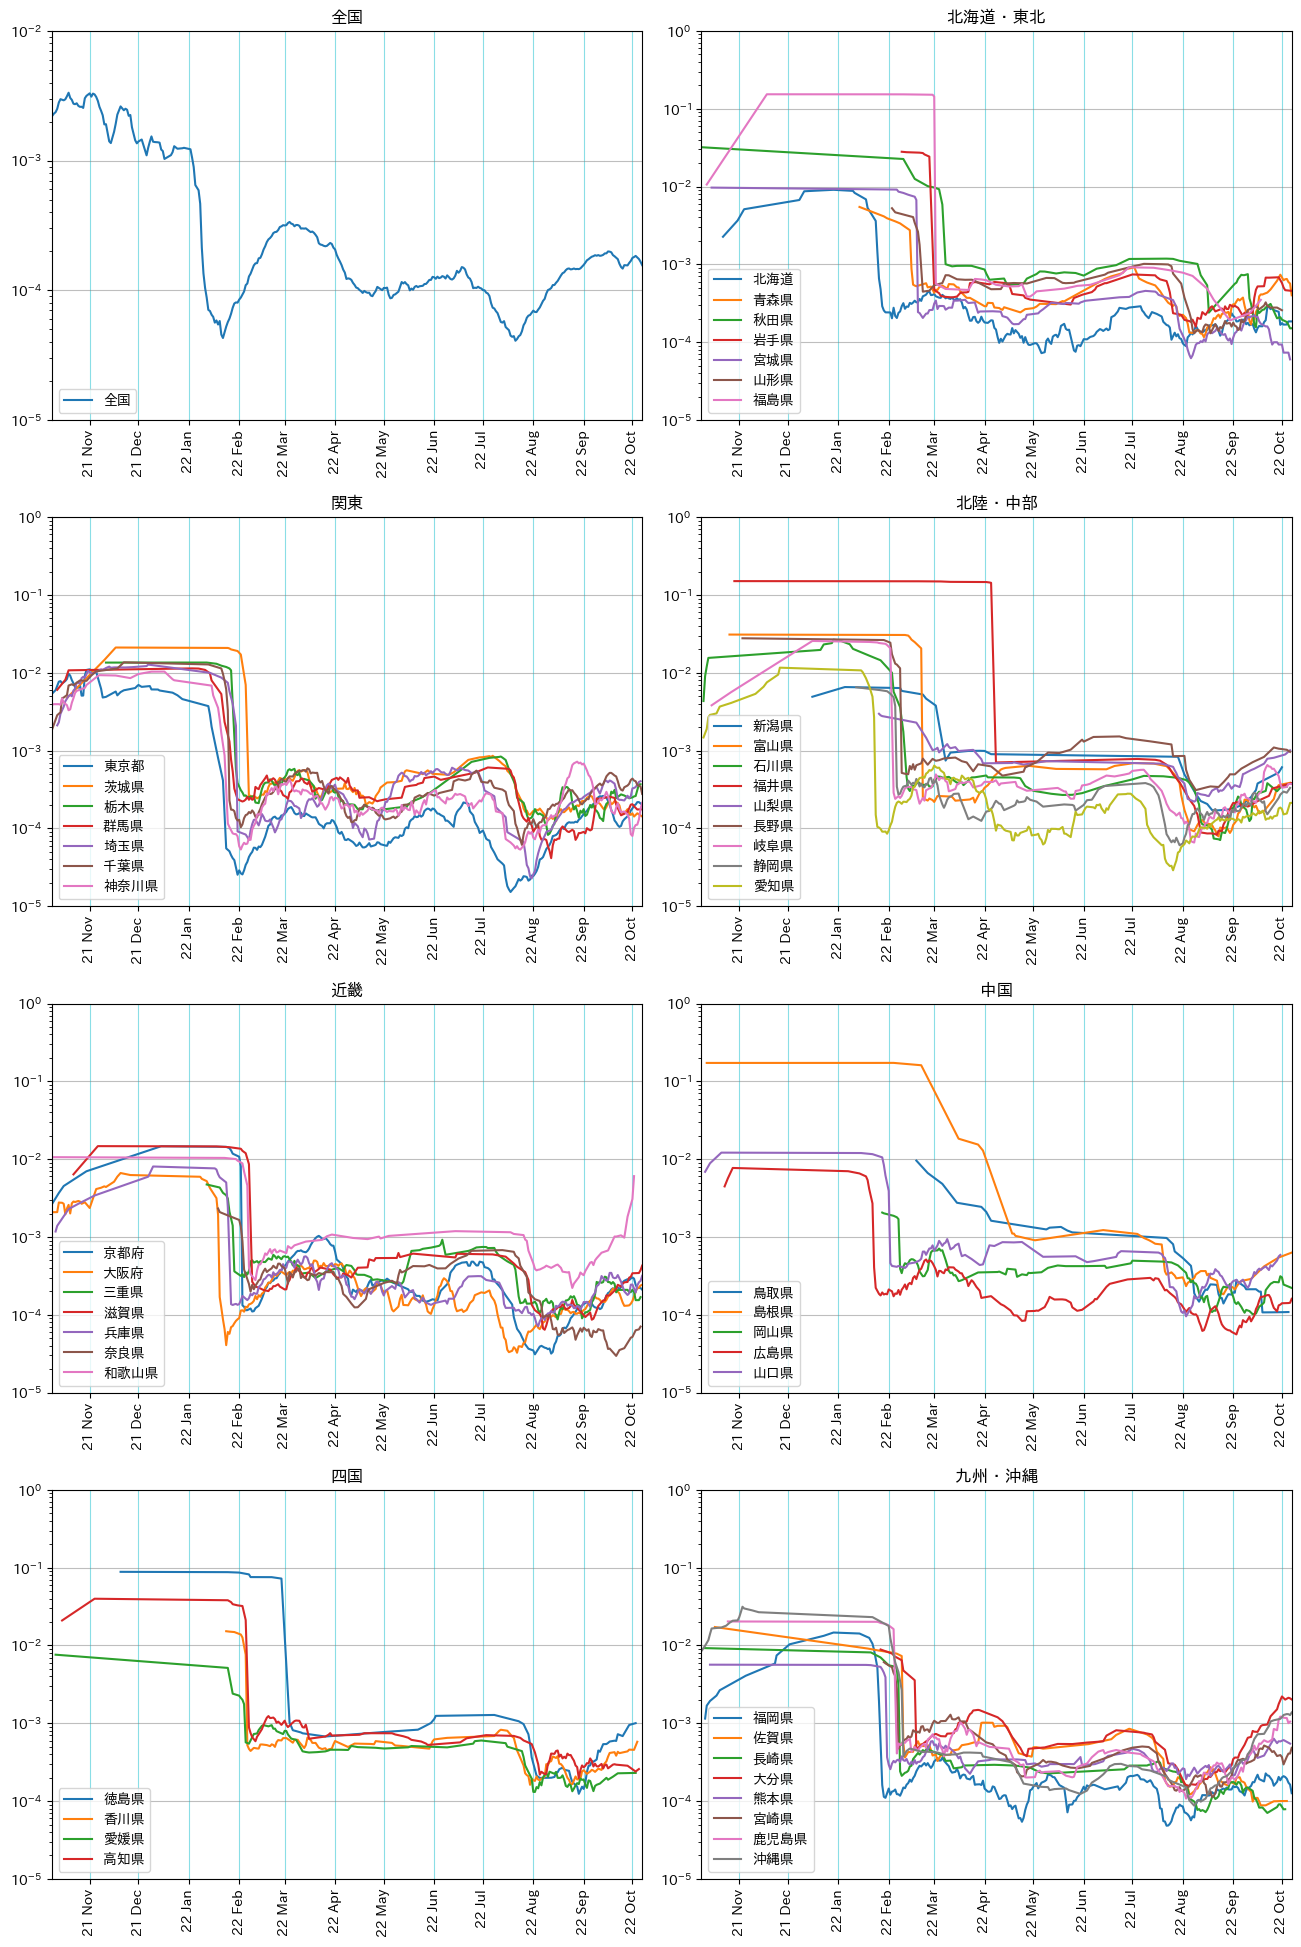 全国
10⁻²
10⁻³
10⁻⁴
10⁻⁵
全国
21 Nov
21 Dec
22 Jan
22 Feb
22 Mar
22 Apr
22 May
22 Jun
22 Jul
22 Aug
22 Sep
22 Oct
北海道・東北
10⁰
10⁻¹
10⁻²
10⁻³
10⁻⁴
10⁻⁵
北海道
青森県
秋田県
岩手県
宮城県
山形県
福島県
21 Nov
21 Dec
22 Jan
22 Feb
22 Mar
22 Apr
22 May
22 Jun
22 Jul
22 Aug
22 Sep
22 Oct
関東
10⁰
10⁻¹
10⁻²
10⁻³
10⁻⁴
10⁻⁵
東京都
茨城県
栃木県
群馬県
埼玉県
千葉県
神奈川県
21 Nov
21 Dec
22 Jan
22 Feb
22 Mar
22 Apr
22 May
22 Jun
22 Jul
22 Aug
22 Sep
22 Oct
北陸・中部
10⁰
10⁻¹
10⁻²
10⁻³
10⁻⁴
10⁻⁵
新潟県
富山県
石川県
福井県
山梨県
長野県
岐阜県
静岡県
愛知県
21 Nov
21 Dec
22 Jan
22 Feb
22 Mar
22 Apr
22 May
22 Jun
22 Jul
22 Aug
22 Sep
22 Oct
近畿
10⁰
10⁻¹
10⁻²
10⁻³
10⁻⁴
10⁻⁵
京都府
大阪府
三重県
滋賀県
兵庫県
奈良県
和歌山県
21 Nov
21 Dec
22 Jan
22 Feb
22 Mar
22 Apr
22 May
22 Jun
22 Jul
22 Aug
22 Sep
22 Oct
中国
10⁰
10⁻¹
10⁻²
10⁻³
10⁻⁴
10⁻⁵
鳥取県
島根県
岡山県
広島県
山口県
21 Nov
21 Dec
22 Jan
22 Feb
22 Mar
22 Apr
22 May
22 Jun
22 Jul
22 Aug
22 Sep
22 Oct
四国
10⁰
10⁻¹
10⁻²
10⁻³
10⁻⁴
10⁻⁵
徳島県
香川県
愛媛県
高知県
21 Nov
21 Dec
22 Jan
22 Feb
22 Mar
22 Apr
22 May
22 Jun
22 Jul
22 Aug
22 Sep
22 Oct
九州・沖縄
10⁰
10⁻¹
10⁻²
10⁻³
10⁻⁴
10⁻⁵
福岡県
佐賀県
長崎県
大分県
熊本県
宮崎県
鹿児島県
沖縄県
21 Nov
21 Dec
22 Jan
22 Feb
22 Mar
22 Apr
22 May
22 Jun
22 Jul
22 Aug
22 Sep
22 Oct